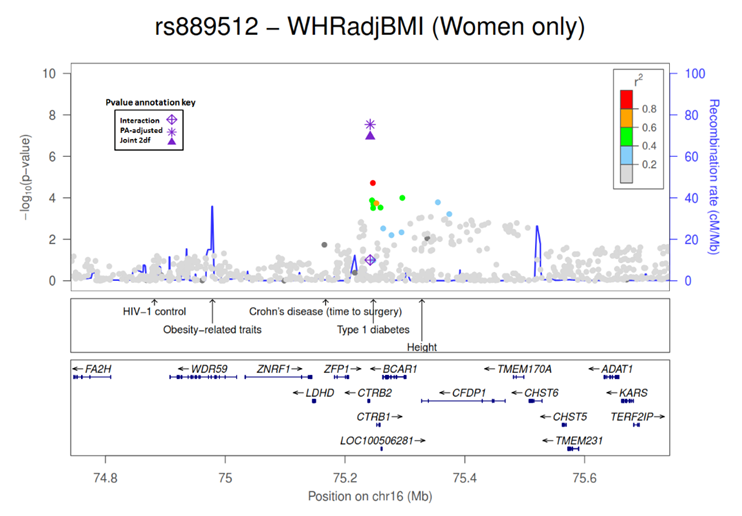 rs889512 − WHRadjBMI (Women only)
Pvalue annotation key
Interaction
PA-adjusted
Joint 2df
r2
0.8
0.6
0.4
0.2
10
8
6
4
2
0
−log10(p−value)
100
80
60
40
20
0
Recombination rate (cM/Mb)
HIV−1 control
Crohn's disease (time to surgery)
Obesity−related traits
Type 1 diabetes
Height
FA2H
WDR59
ZNRF1
ZFP1
BCAR1
TMEM170A
ADAT1
LDHD
CTRB2
CFDP1
CHST6
KARS
CTRB1
CHST5
TERF2IP
LOC100506281
TMEM231
74.8
75
75.2
75.4
75.6
Position on chr16 (Mb)